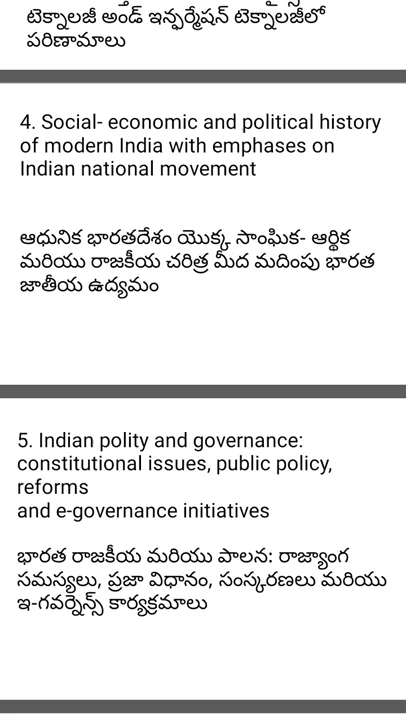 టెక్నాలజీ అండ్ ఇన్ఫర్మేషన్ టెక్నాలజీలో
పరిణామాలు
4. Social- economic and political history
of modern India with emphases on
Indian national movement
ఆధునిక భారతదేశం యొక్క సాంఘిక- ఆర్థిక
మరియు రాజకీయ చరిత్ర మీద మదింపు భారత
జాతీయ ఉద్యమం
5. Indian polity and governance:
constitutional issues, public policy,
reforms
and e-governance initiatives
భారత రాజకీయ మరియు పాలన: రాజ్యాంగ
సమస్యలు, ప్రజా విధానం, సంస్కరణలు మరియు
ఇ-గవర్నెన్స్ కార్యక్రమాలు